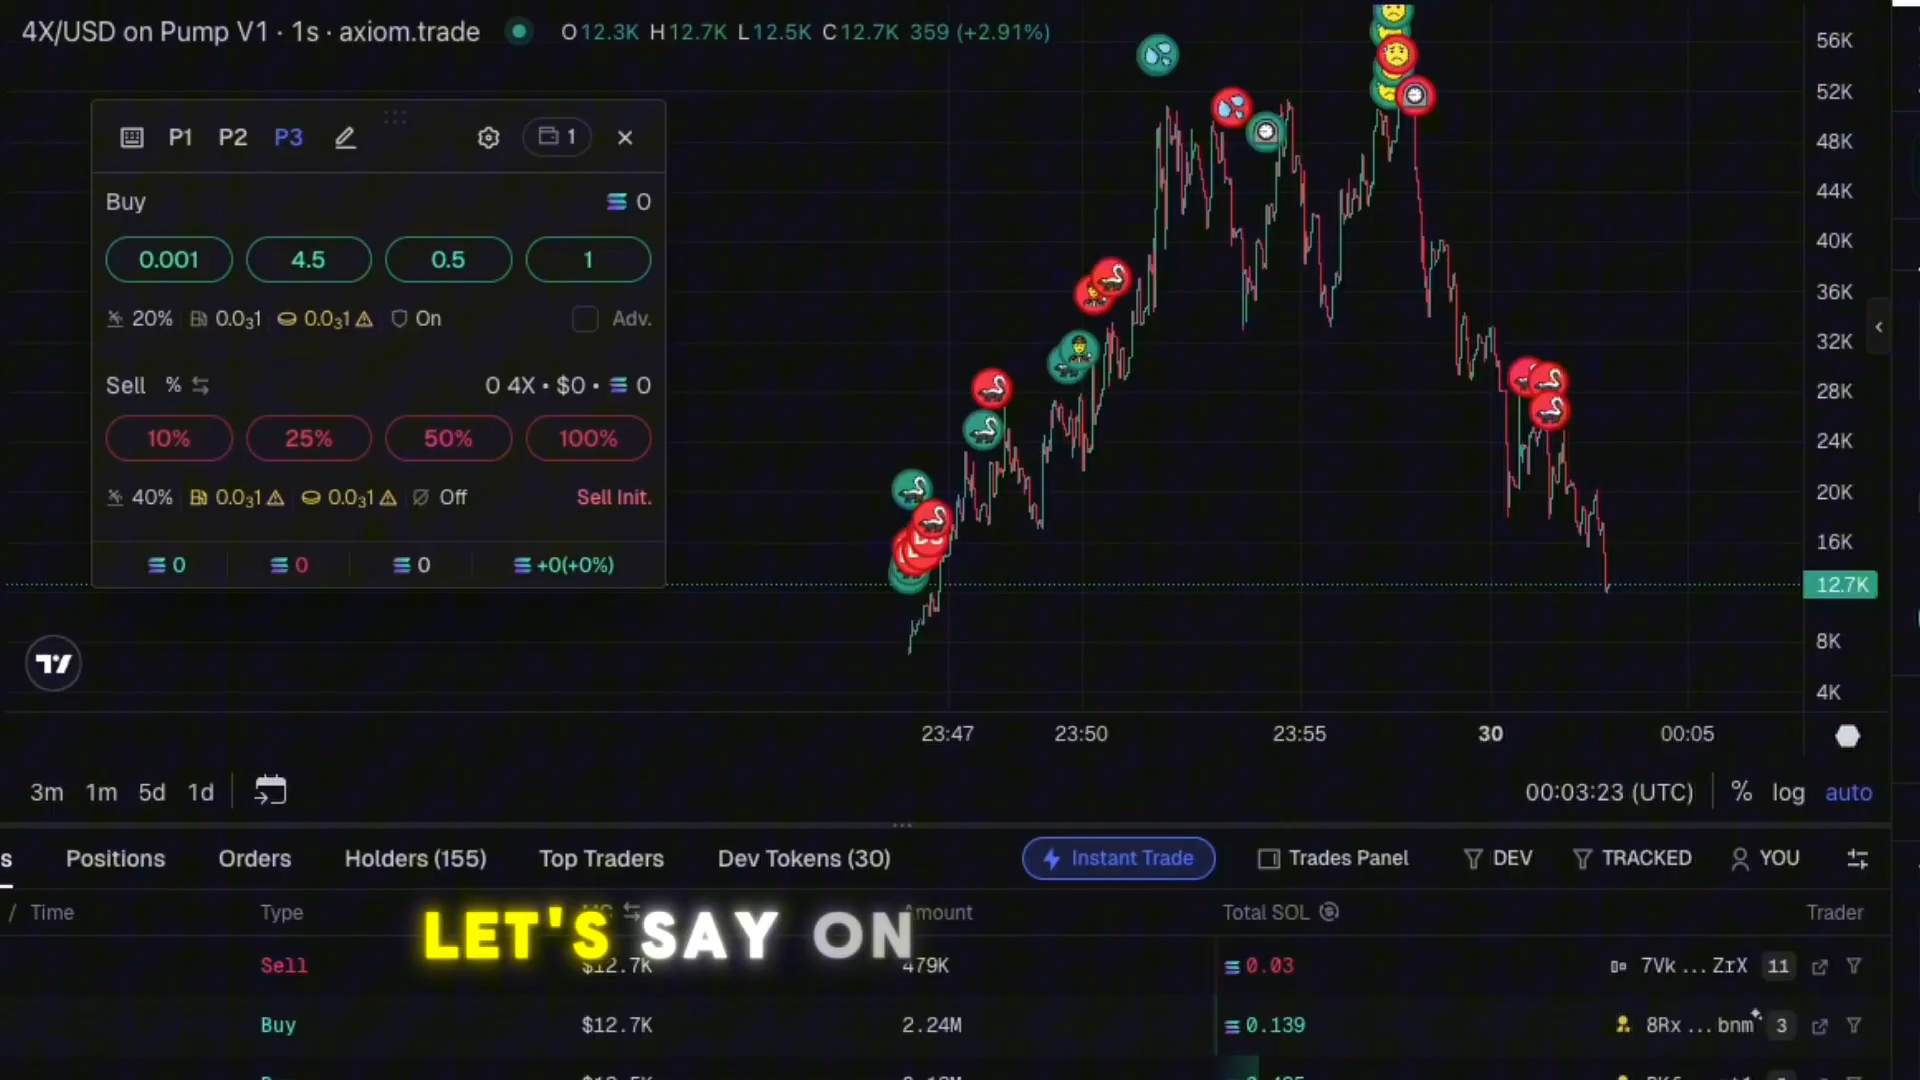 4X/USD on Pump V1 · 1s · axiom.trade O12.3K H12.7K L12.5K C12.7K 359 (+2.91%)
P1 P2 P3 1
Buy 0
0.001 4.5 0.5 1
20% 0.0₃1 0.0₃1 On Adv.
Sell % 0 4X • $0 • 0
10% 25% 50% 100%
40% 0.0₃1 0.0₃1 Off Sell Init.
0 0 0 +0(+0%)
56K
52K
48K
44K
40K
36K
32K
28K
24K
20K
16K
12.7K
8K
4K
23:47 23:50 23:55 30 00:05
3m 1m 5d 1d 00:03:23 (UTC) % log auto
s Positions Orders Holders (155) Top Traders Dev Tokens (30) Instant Trade Trades Panel DEV TRACKED YOU
/ Time Type Amount Total SOL Trader
LET'S SAY ON
Sell $12.7K 479K 0.03 7Vk ... ZrX 11
Buy $12.7K 2.24M 0.139 8Rx ... bnm 3